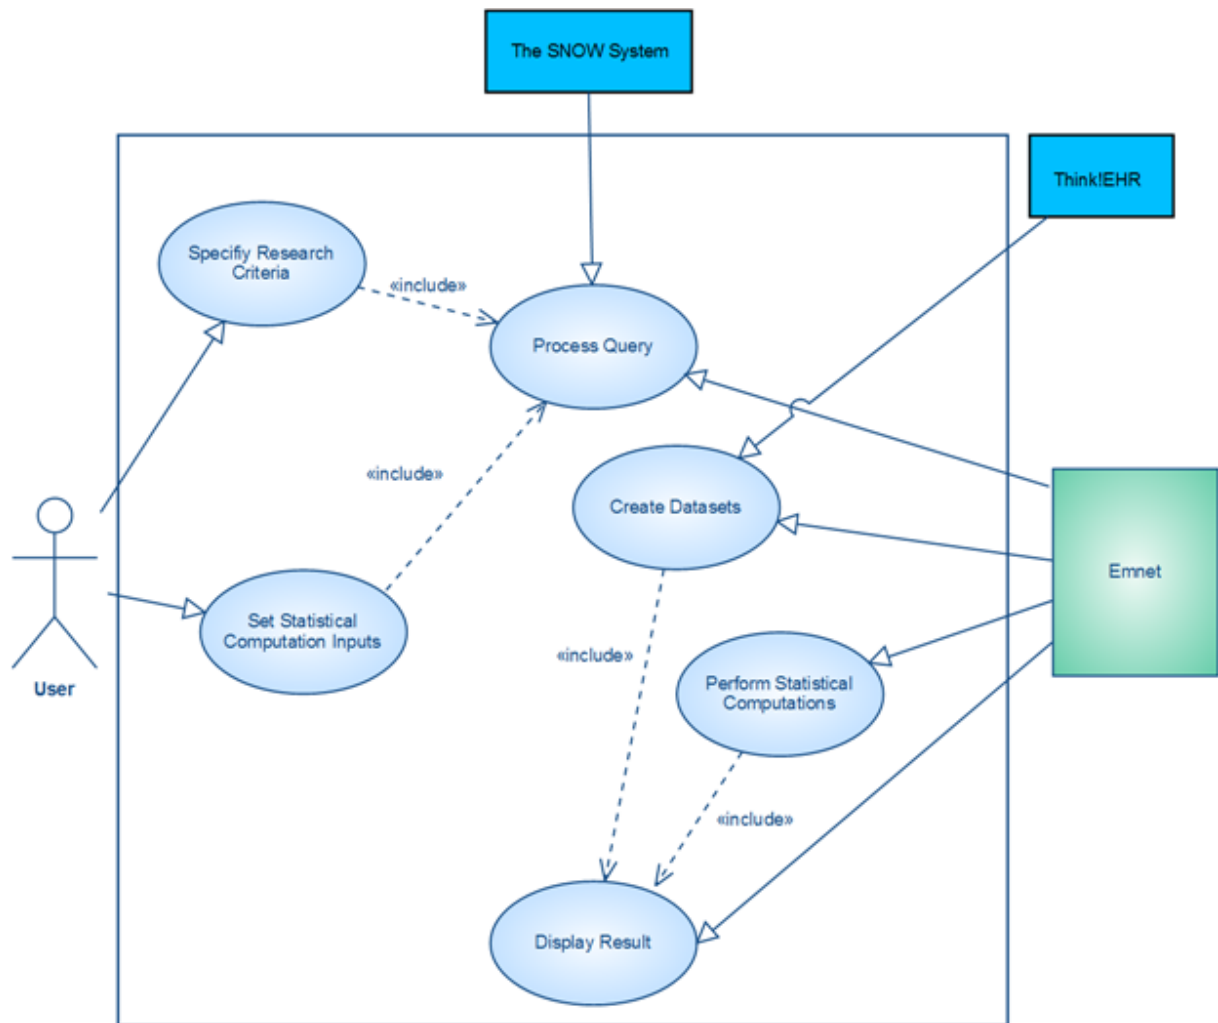 The SNOW System
Think!EHR
Specifiy Research
Criteria
«include»
Process Query
«include»
Create Datasets
Emnet
Set Statistical
Computation Inputs
«include»
User
Perform Statistical
Computations
«include»
Display Result